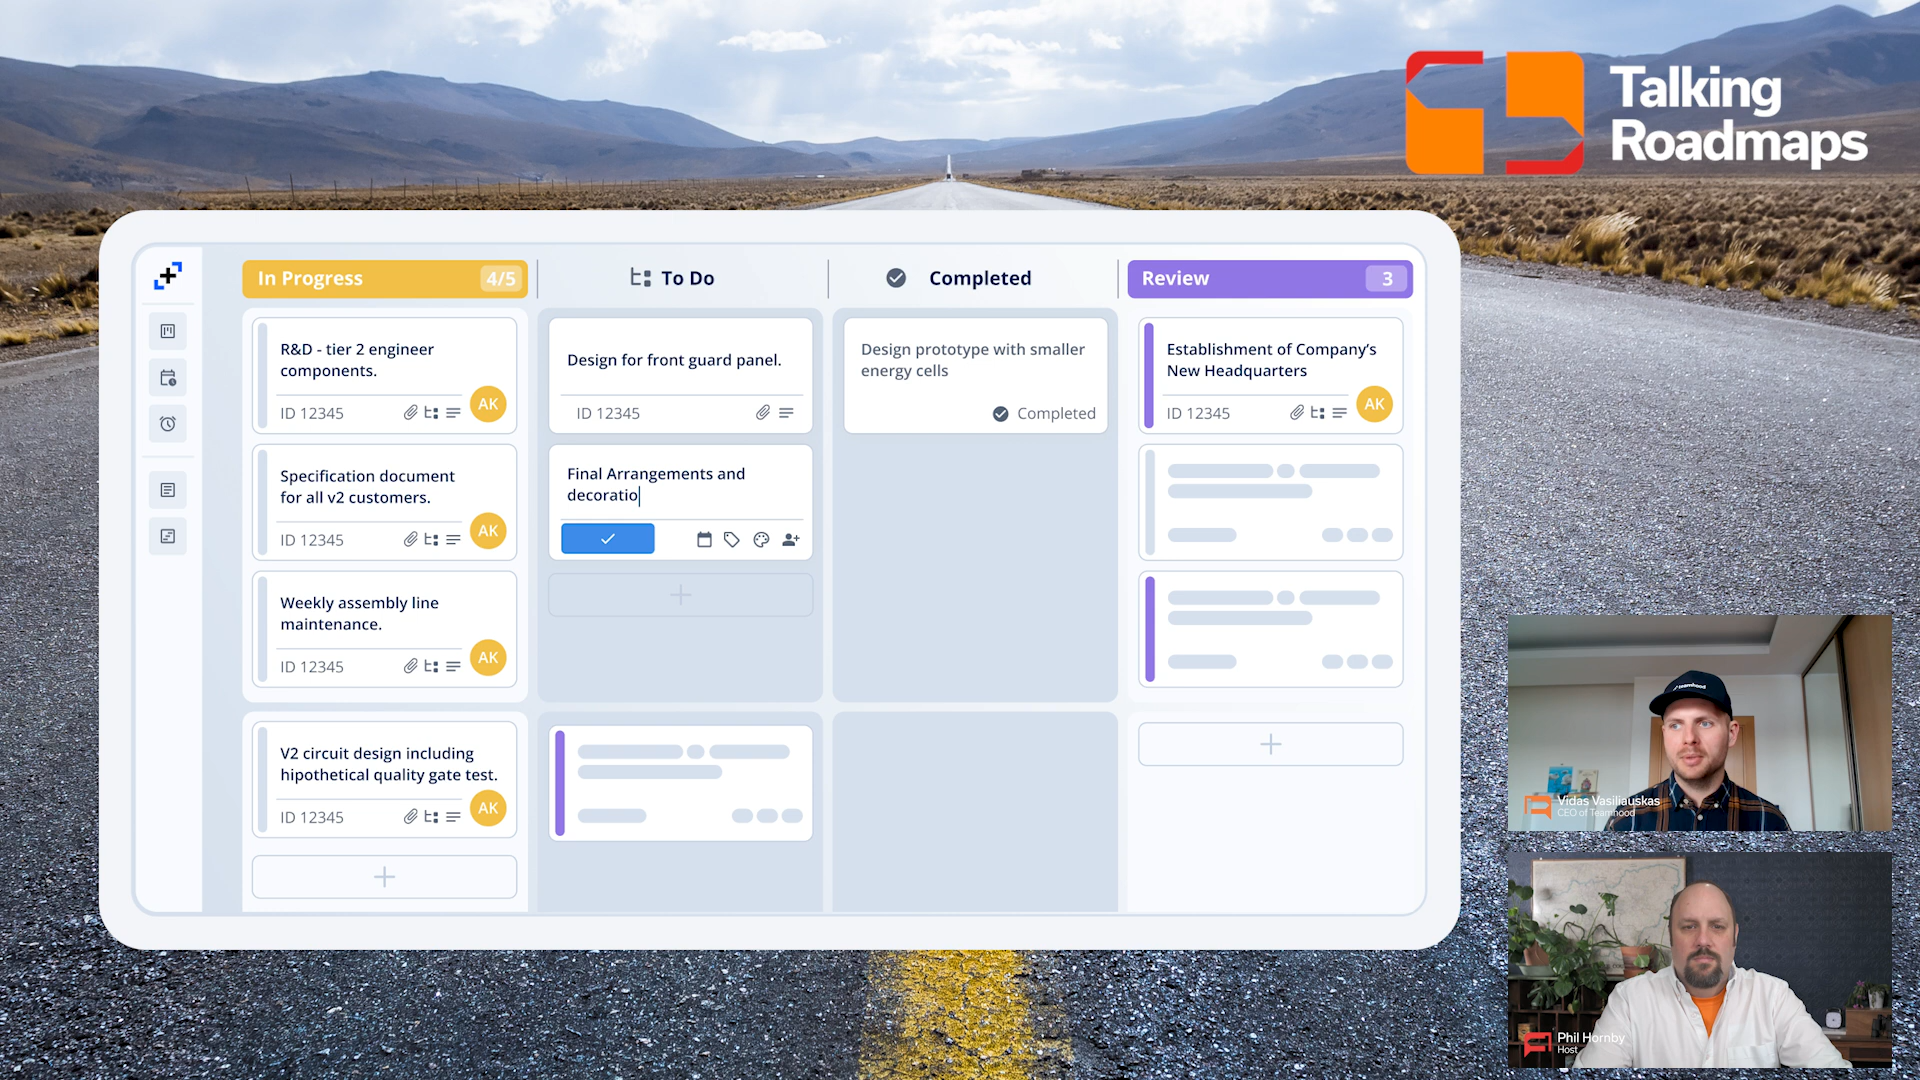 Talking
Roadmaps
In Progress 4/5
To Do
Completed
Review 3
R&D - tier 2 engineer
components.
ID 12345
AK
Design for front guard panel.
ID 12345
Design prototype with smaller
energy cells
Completed
Establishment of Company's
New Headquarters
ID 12345
AK
Specification document
for all v2 customers.
ID 12345
AK
Final Arrangements and
decoratio
Weekly assembly line
maintenance.
ID 12345
AK
V2 circuit design including
hipothetical quality gate test.
ID 12345
AK
teamhood
Vidas Vasiliauskas
CEO of Teamhood
Phil Hornby
Host